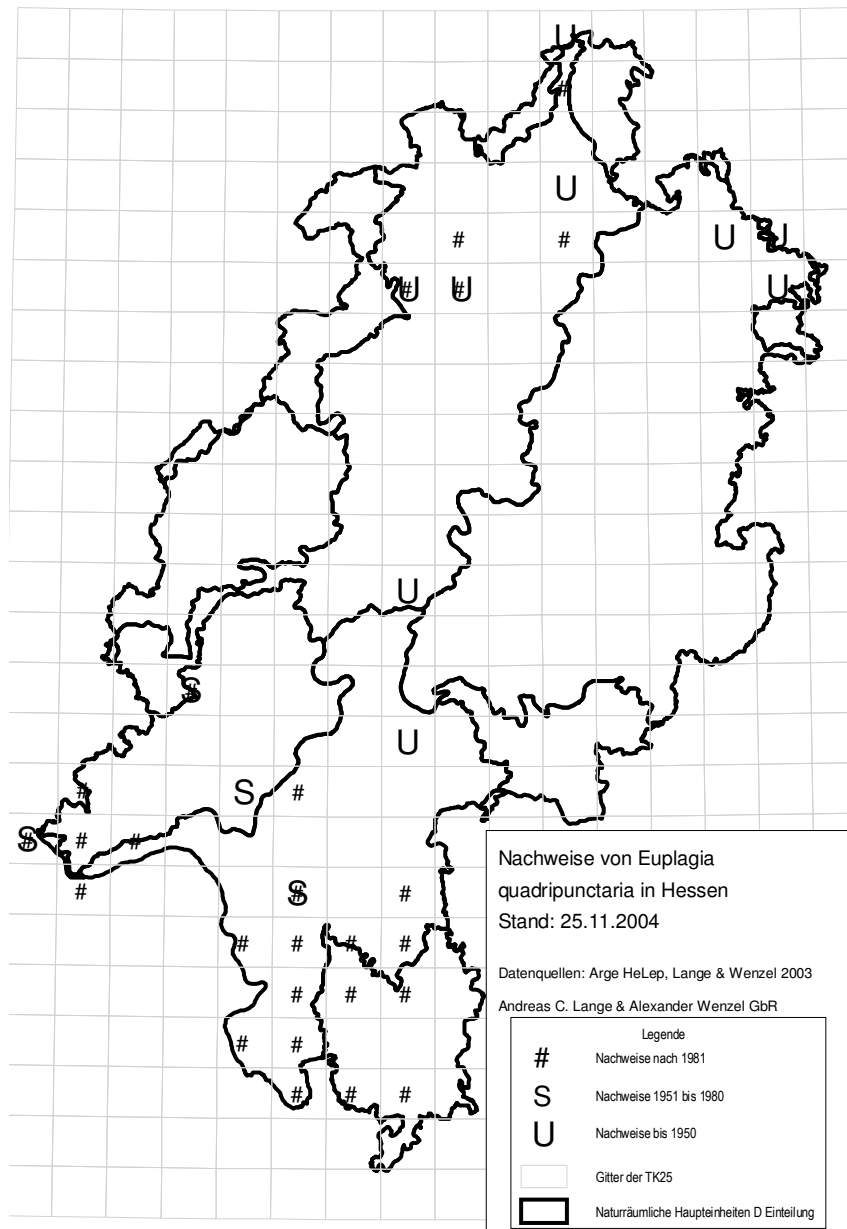 U
#
U
U
U
#
#
U
#
U
#
U
U
S
#
#
S
#
S
#
#
#
#
S
#
#
#
#
#
#
#
#
#
#
#
#
#
#
Nachweise von Euplagia
quadripunctaria in Hessen
Stand: 25.11.2004
Datenquellen: Arge HeLep, Lange & Wenzel 2003
Andreas C. Lange & Alexander Wenzel GbR
Legende
# Nachweise nach 1981
S Nachweise 1951 bis 1980
U Nachweise bis 1950
Gitter der TK25
Naturräumliche Haupteinheiten D Einteilung